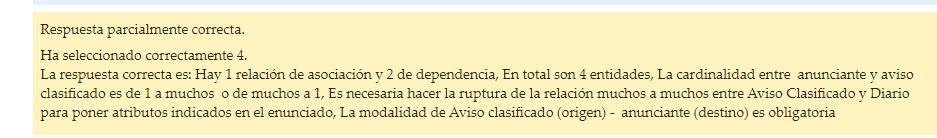 Respuesta parcialmente correcta.
Ha seleccionado correctamente 4.
La respuesta correcta es: Hay 1 relación de asociación y 2 de dependencia, En total son 4 entidades, La cardinalidad entre anunciante y aviso
clasificado es de 1 a muchos o de muchos a 1, Es necesaria hacer la ruptura de la relación muchos a muchos entre Aviso Clasificado y Diario
para poner atributos indicados en el enunciado, La modalidad de Aviso clasificado (origen) - anunciante (destino) es obligatoria